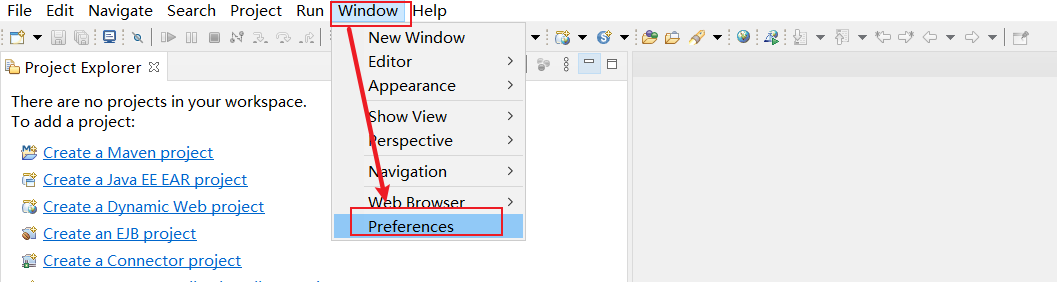 File Edit Navigate Search Project Run Window Help
New Window
Editor
Appearance
Show View
Perspective
Navigation
Web Browser
Preferences
Project Explorer
There are no projects in your workspace.
To add a project:
Create a Maven project
Create a Java EE EAR project
Create a Dynamic Web project
Create an EJB project
Create a Connector project